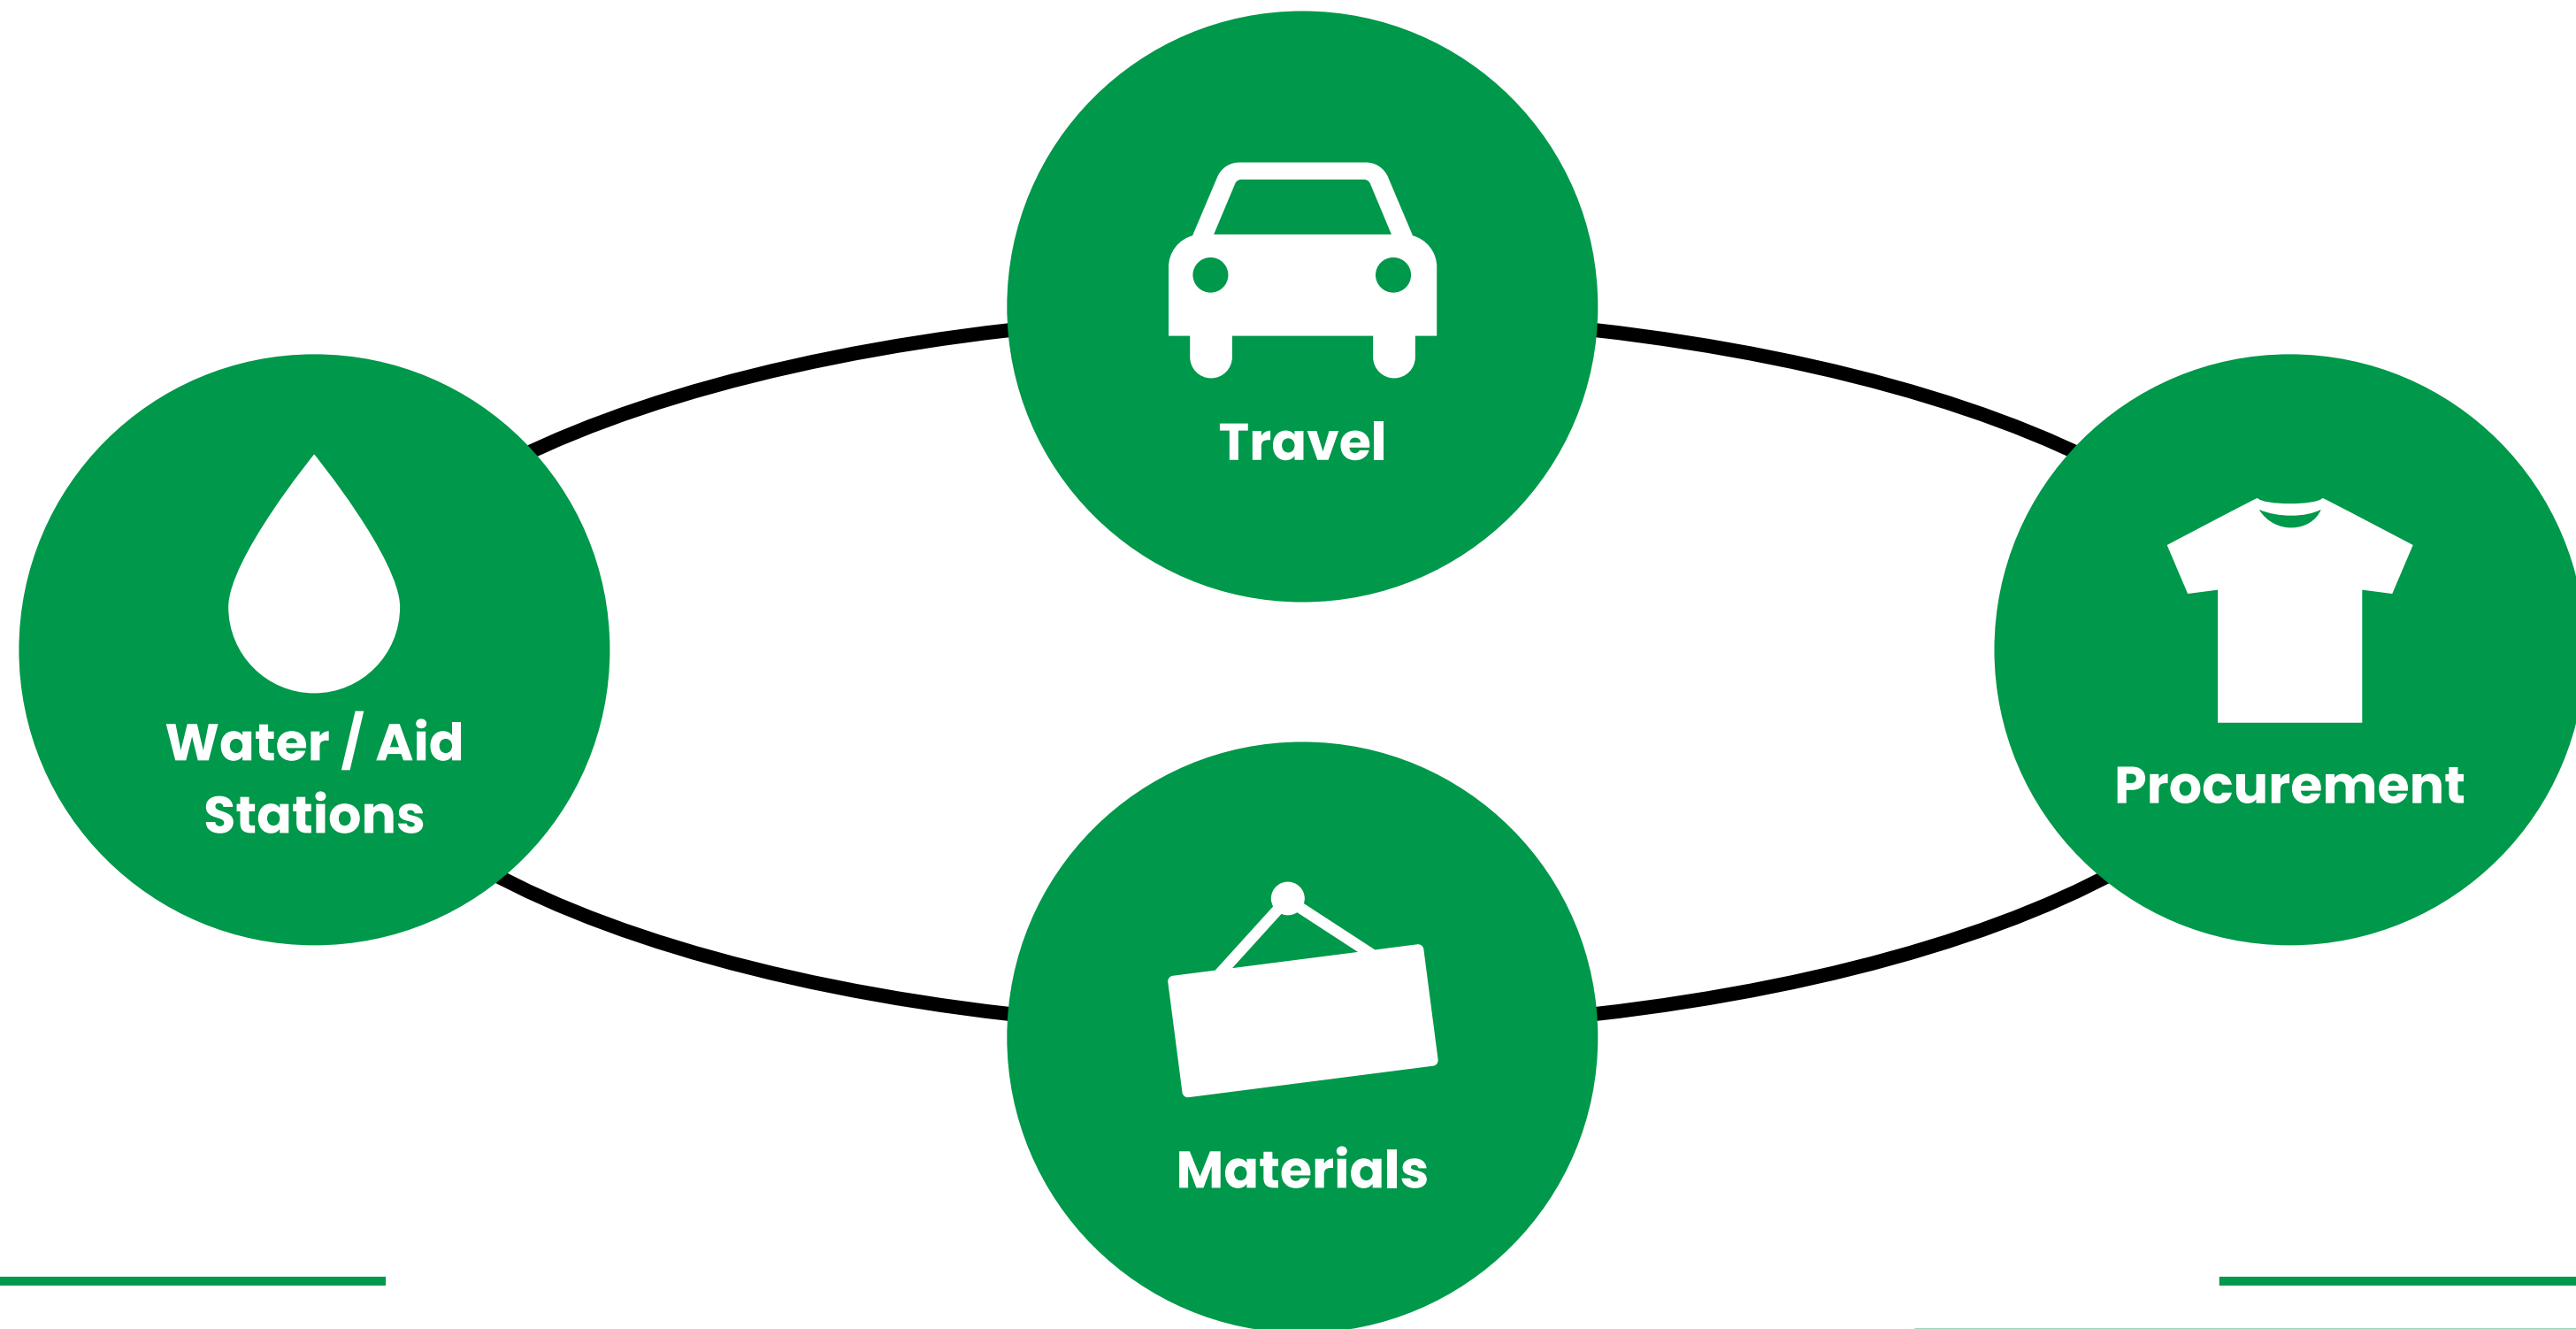 Travel
Water / Aid
Stations
Procurement
Materials